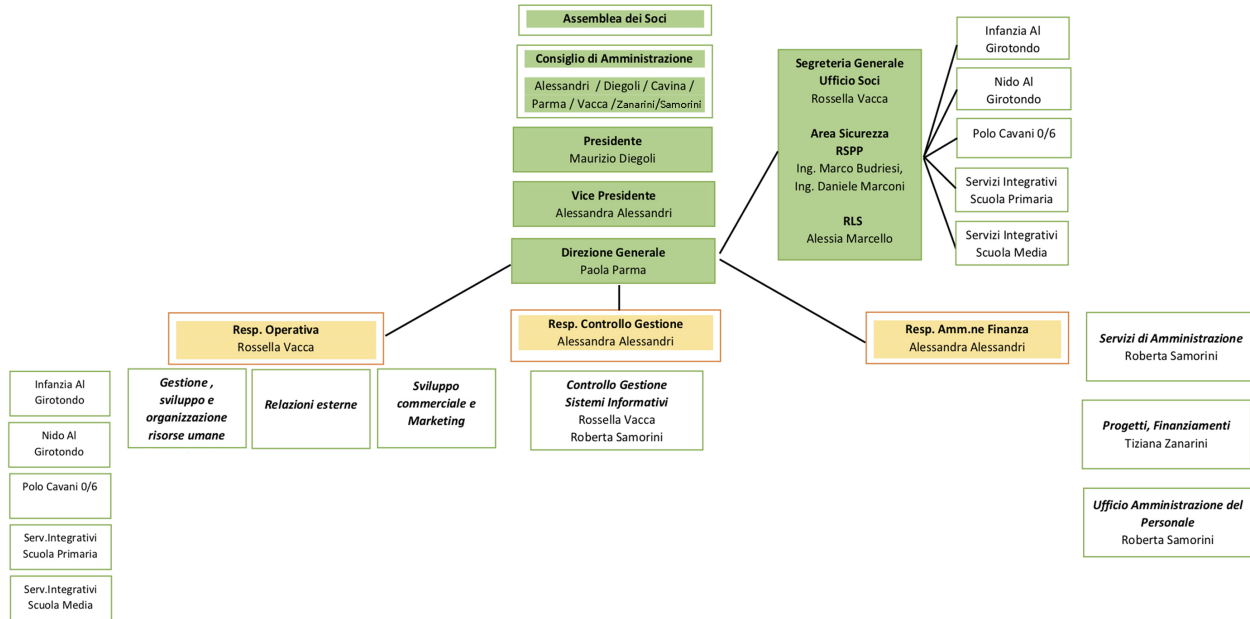 Assemblea dei Soci
Consiglio di Amministrazione
Alessandri / Diegoli / Cavina /
Parma / Vacca /Zanarini/Samorini
Presidente
Maurizio Diegoli
Vice Presidente
Alessandra Alessandri
Direzione Generale
Paola Parma
Segreteria Generale
Ufficio Soci
Rossella Vacca
Area Sicurezza
RSPP
Ing. Marco Budriesi,
Ing. Daniele Marconi
RLS
Alessia Marcello
Infanzia Al
Girotondo
Nido Al
Girotondo
Polo Cavani 0/6
Servizi Integrativi
Scuola Primaria
Servizi Integrativi
Scuola Media
Resp. Operativa
Rossella Vacca
Resp. Controllo Gestione
Alessandra Alessandri
Resp. Amm.ne Finanza
Alessandra Alessandri
Infanzia Al
Girotondo
Nido Al
Girotondo
Polo Cavani 0/6
Serv.Integrativi
Scuola Primaria
Serv.Integrativi
Scuola Media
Gestione ,
sviluppo e
organizzazione
risorse umane
Relazioni esterne
Sviluppo
commerciale e
Marketing
Controllo Gestione
Sistemi Informativi
Rossella Vacca
Roberta Samorini
Servizi di Amministrazione
Roberta Samorini
Progetti, Finanziamenti
Tiziana Zanarini
Ufficio Amministrazione del
Personale
Roberta Samorini